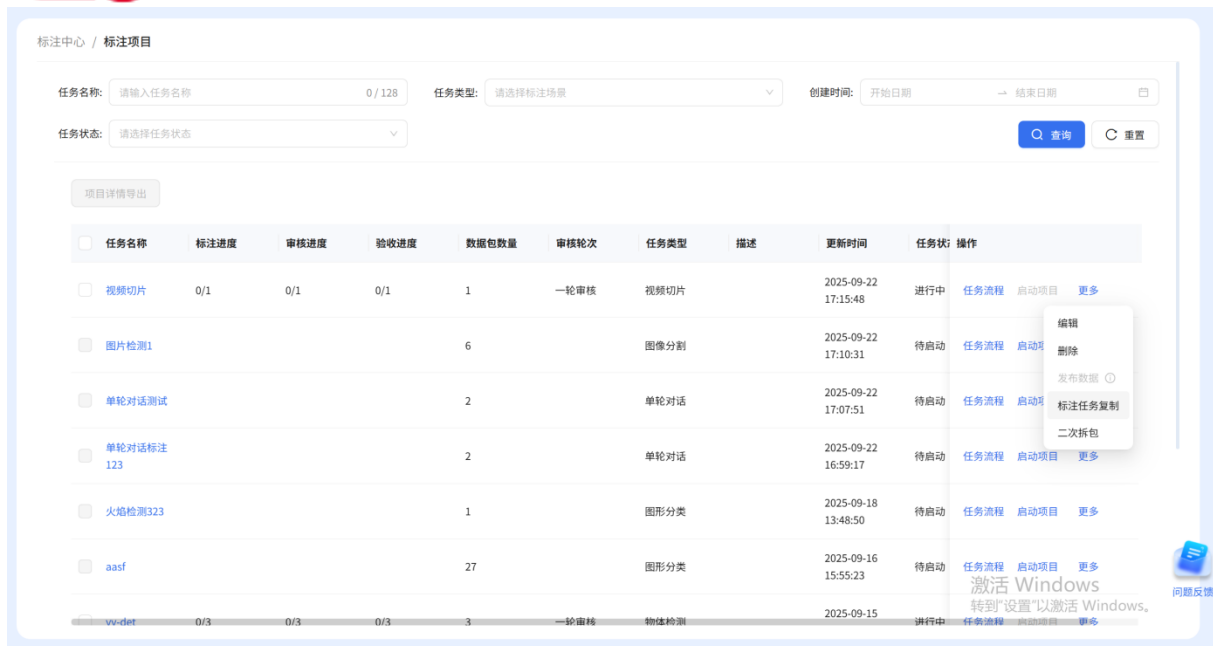 标注中心 / 标注项目
任务名称: 请输入任务名称 0 / 128 任务类型: 请选择标注场景 创建时间: 开始日期 → 结束日期
任务状态: 请选择任务状态 查询 重置
项目详情导出
任务名称 标注进度 审核进度 验收进度 数据包数量 审核轮次 任务类型 描述 更新时间 任务状 操作
视频切片 0/1 0/1 0/1 1 一轮审核 视频切片 2025-09-22 17:15:48 进行中 任务流程 启动项目 更多
编辑
图片检测1 6 图像分割 2025-09-22 17:10:31 待启动 任务流程 启动
删除
发布数据
单轮对话测试 2 单轮对话 2025-09-22 17:07:51 待启动 任务流程 启动
标注任务复制
二次拆包
单轮对话标注 123 2 单轮对话 2025-09-22 16:59:17 待启动 任务流程 启动项目 更多
火焰检测323 1 图形分类 2025-09-18 13:48:50 待启动 任务流程 启动项目 更多
aasf 27 图形分类 2025-09-16 15:55:23 待启动 任务流程 启动项目 更多
激活 Windows
转到"设置"以激活 Windows。
问题反馈
vv-det 0/3 0/3 0/3 3 一轮审核 物体检测 2025-09-15 进行中 任务流程 启动项目 更多